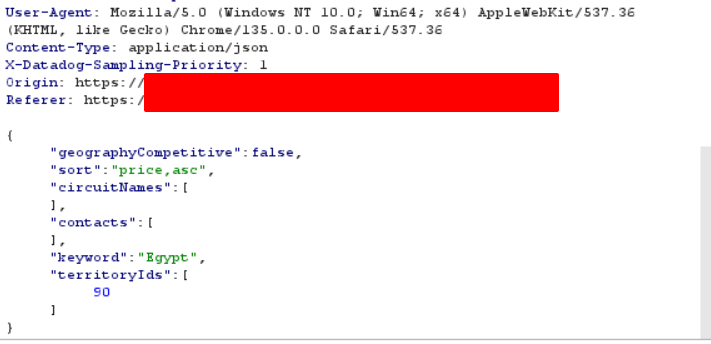 User-Agent: Mozilla/5.0 (Windows NT 10.0; Win64; x64) AppleWebKit/537.36
(KHTML, like Gecko) Chrome/135.0.0.0 Safari/537.36
Content-Type: application/json
X-Datadog-Sampling-Priority: 1
Origin: https://
Referer: https:/
{
"geographyCompetitive":false,
"sort":"price,asc",
"circuitNames":[
],
"contacts":[
],
"keyword":"Egypt",
"territoryIds":[
90
]
}